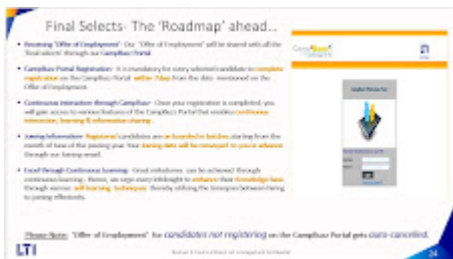 Final Selects- The 'Roadmap' ahead...
Receiving "Offer of Employment"- Our "Offer of Employment" will be shared with all the
'final selects' through our CampBuzz Portal
CampBuzz Portal Registration- It is mandatory for every selected candidate to complete
registration on the CampBuzz Portal within 7 days from the date mentioned on the
Offer of Employment.
Continuous interaction through CampBuzz- Once your registration is completed, you
will gain access to various features of the CampBuzz Portal that enables continuous
interaction, learning & information sharing.
Joining Information- Registered candidates are on-boarded in batches starting from the
month of June of the passing year. Your joining date will be conveyed to you in advance
through our Joining email.
Excel through Continuous Learning- Great milestones can be achieved through
continuous learning. Hence, we urge every Infobright to enhance their knowledge base
through various self-learning techniques thereby utilizing the timespan between hiring
to joining effectively.
Please Note: "Offer of Employment" for candidates not registering on the CampBuzz Portal gets auto-cancelled.
LTI
24